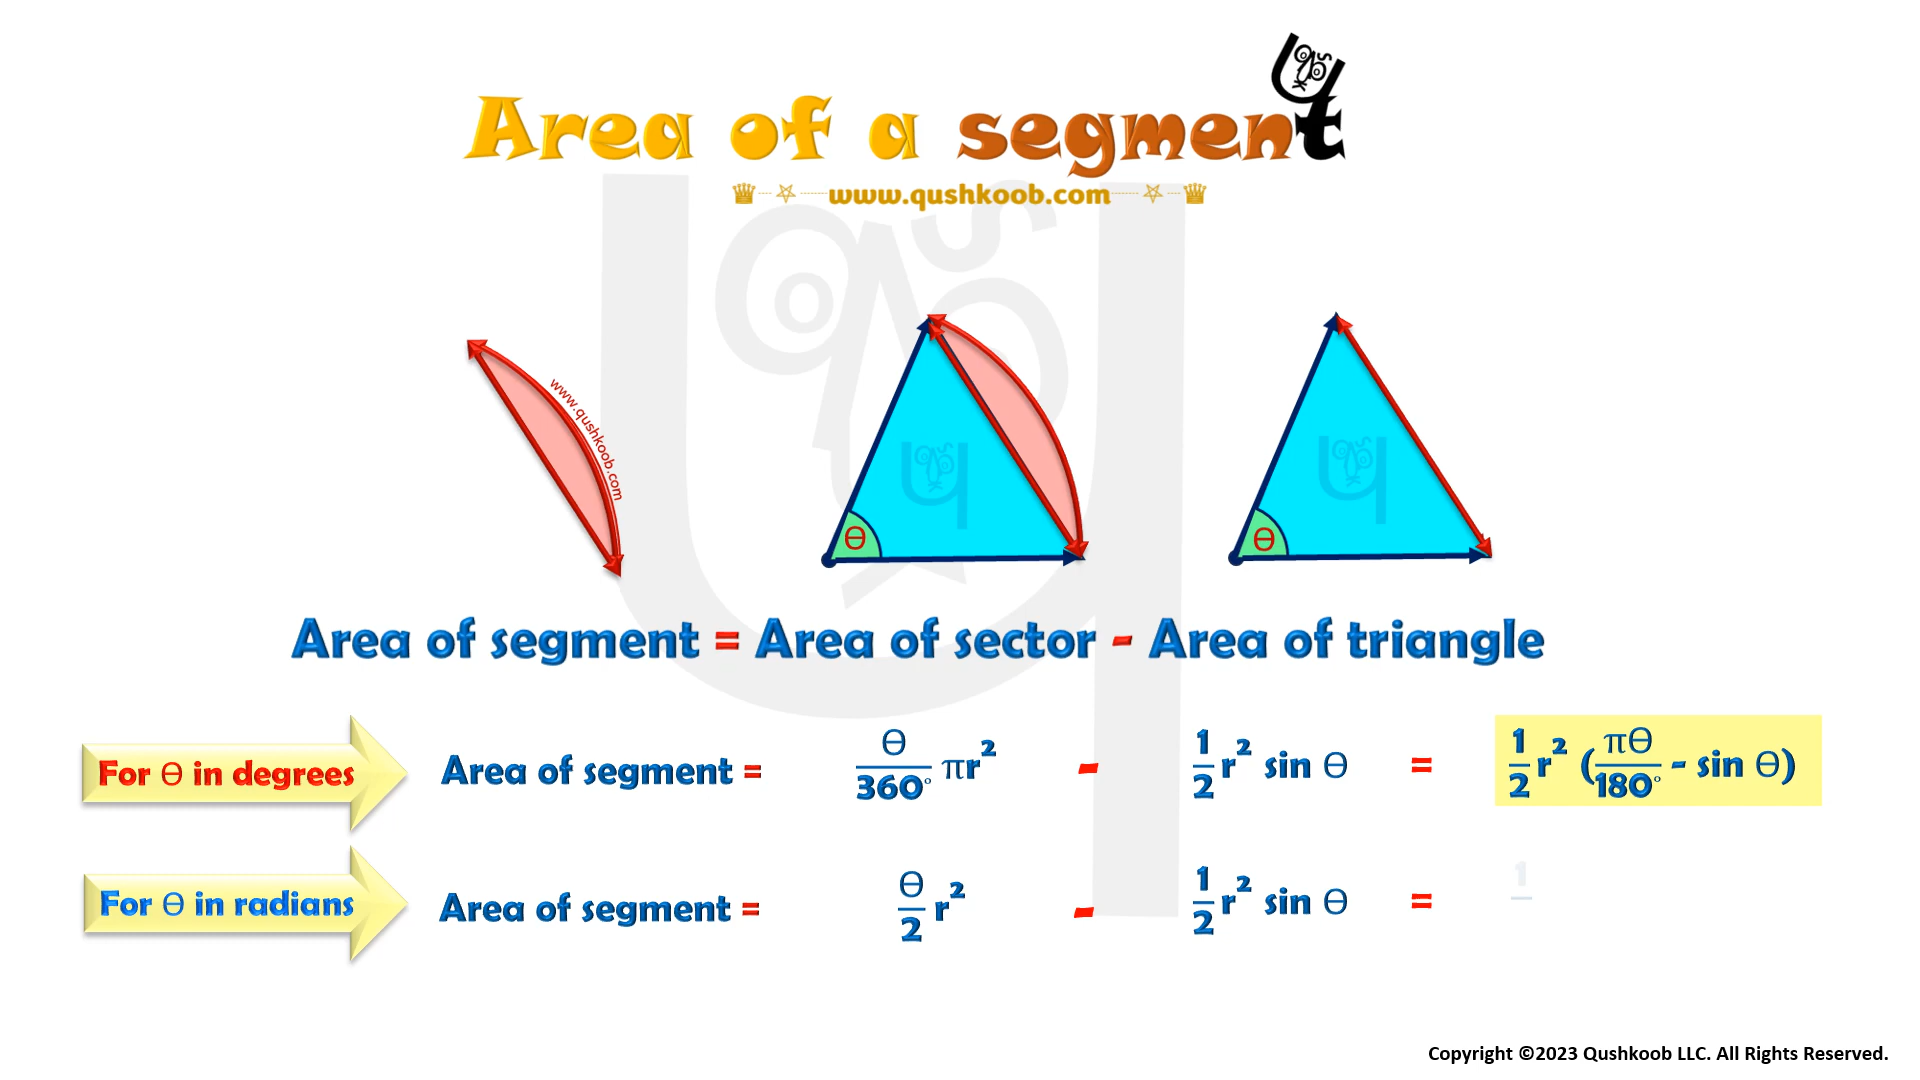 Area of a segment
www.qushkoob.com
www.qushkoob.com
Θ
Θ
Area of segment = Area of sector - Area of triangle
For Θ in degrees Area of segment = Θ/360° πr² - 1/2 r² sin Θ = 1/2 r² (πΘ/180° - sin Θ)
For Θ in radians Area of segment = Θ/2 r² - 1/2 r² sin Θ = 1
Copyright ©2023 Qushkoob LLC. All Rights Reserved.